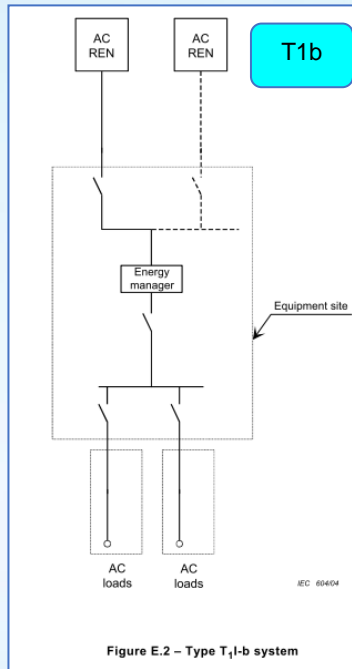 AC
REN
AC
REN
T1b
Energy
manager
Equipment site
AC
loads
AC
loads
IEC 604/04
Figure E.2 – Type T₁I-b system